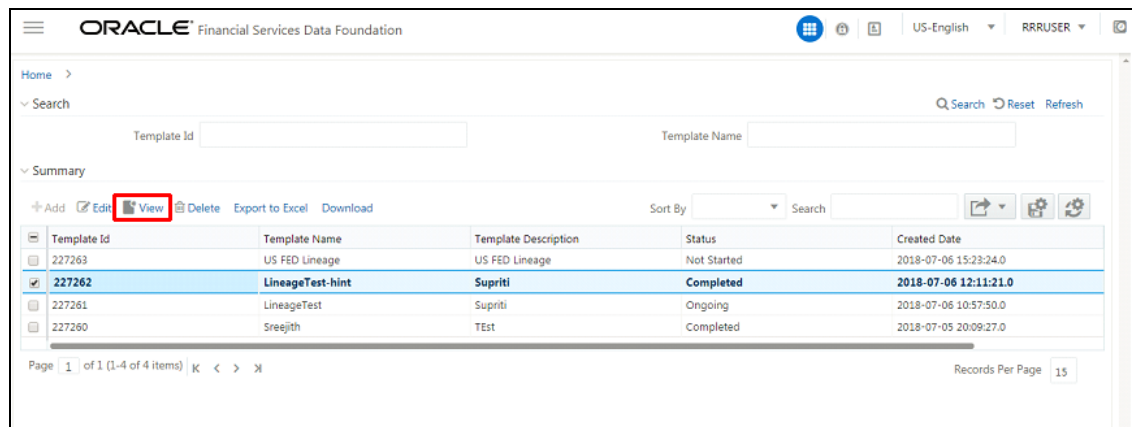 ORACLE Financial Services Data Foundation US-English RRRUSER
Home >
Search Search Reset Refresh
Template Id Template Name
Summary
Add Edit View Delete Export to Excel Download Sort By Search
Template Id Template Name Template Description Status Created Date
227263 US FED Lineage US FED Lineage Not Started 2018-07-06 15:23:24.0
227262 LineageTest-hint Supriti Completed 2018-07-06 12:11:21.0
227261 LineageTest Supriti Ongoing 2018-07-06 10:57:50.0
227260 Sreejith TEst Completed 2018-07-05 20:09:27.0
Page 1 of 1 (1-4 of 4 items) Records Per Page 15